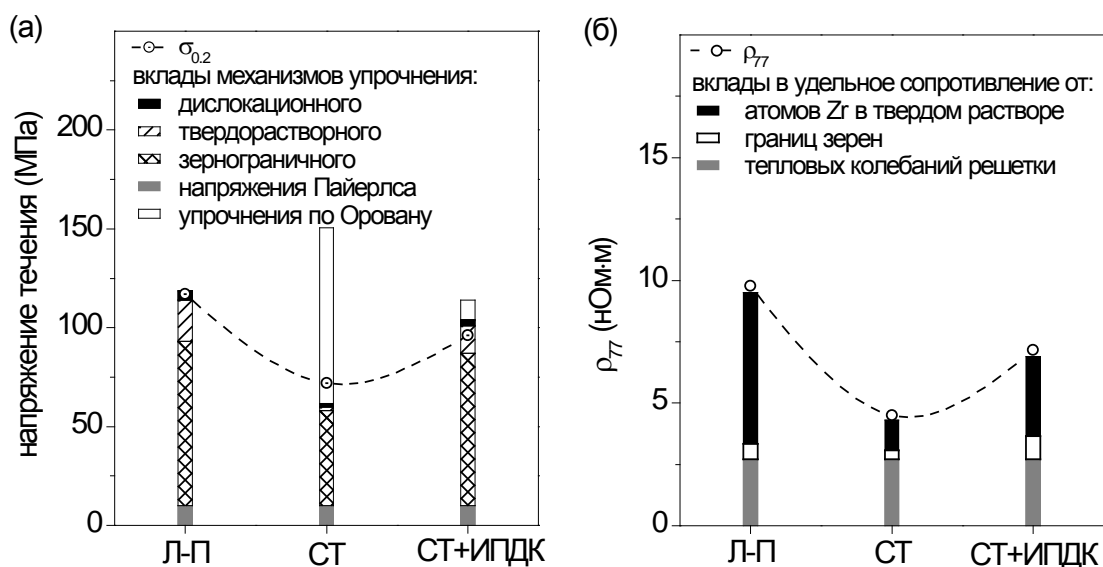 (а)
σ0.2
вклады механизмов упрочнения:
дислокационного
твердорастворного
зернограничного
напряжения Пайерлса
упрочнения по Оровану
напряжение течения (МПа)
200
150
100
50
0
Л-П
СТ
СТ+ИПДК
(б)
ρ77
вклады в удельное сопротивление от:
атомов Zr в твердом растворе
границ зерен
тепловых колебаний решетки
ρ77 (нОм·м)
15
10
5
0
Л-П
СТ
СТ+ИПДК